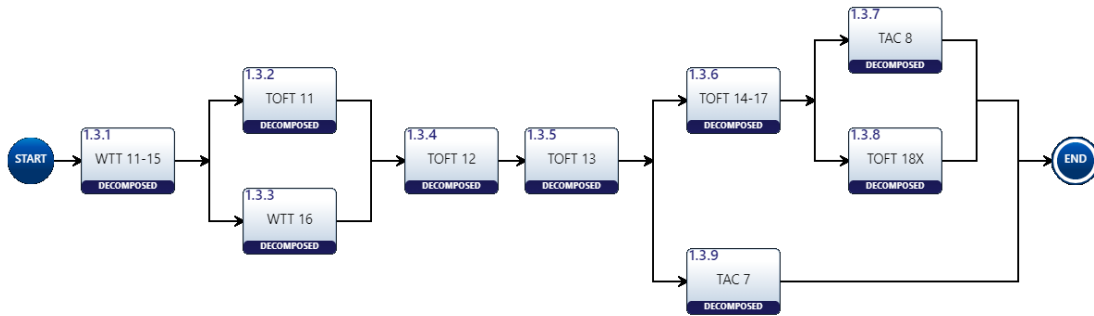 START
1.3.1
WTT 11-15
DECOMPOSED
1.3.2
TOFT 11
DECOMPOSED
1.3.3
WTT 16
DECOMPOSED
1.3.4
TOFT 12
DECOMPOSED
1.3.5
TOFT 13
DECOMPOSED
1.3.6
TOFT 14-17
DECOMPOSED
1.3.7
TAC 8
DECOMPOSED
1.3.8
TOFT 18X
DECOMPOSED
1.3.9
TAC 7
DECOMPOSED
END